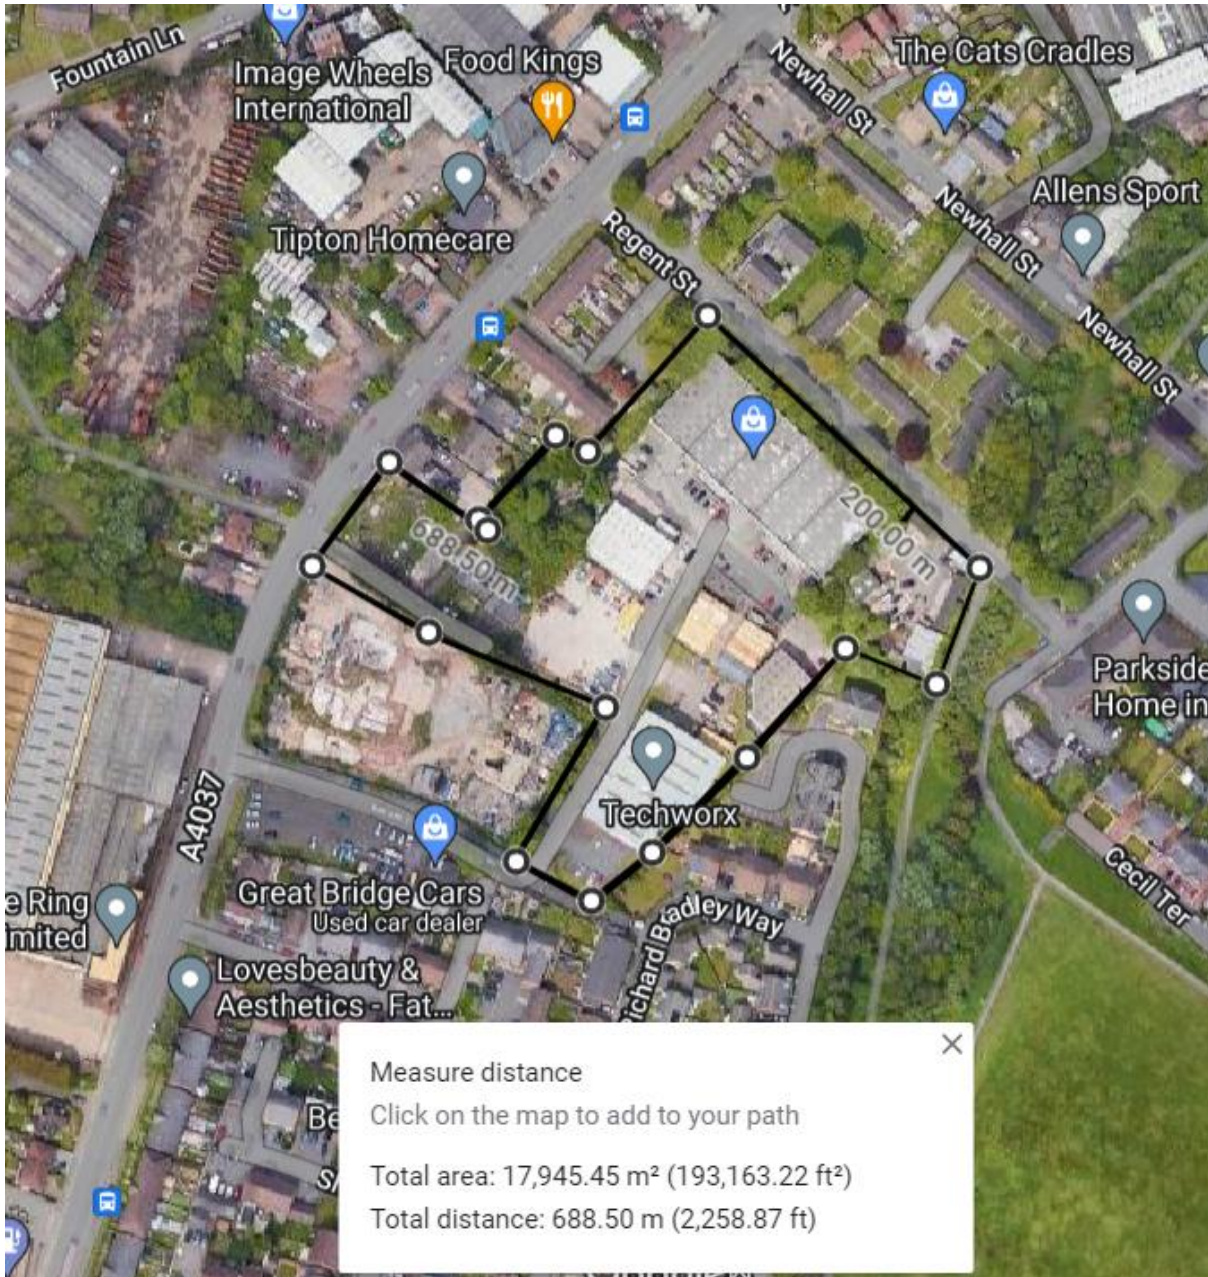 Fountain Ln
Image Wheels
International
Food Kings
Newhall St
The Cats Cradles
Tipton Homecare
Regent St
Newhall St
Allens Sport
Newhall St
688.50 m
200.00 m
Parkside
Home in
A4037
Techworx
Great Bridge Cars
Used car dealer
Cecil Ter
e Ring
imited
Richard Bradley Way
Lovesbeauty &
Aesthetics - Fat...
Be
Measure distance
Click on the map to add to your path
Total area: 17,945.45 m² (193,163.22 ft²)
Total distance: 688.50 m (2,258.87 ft)